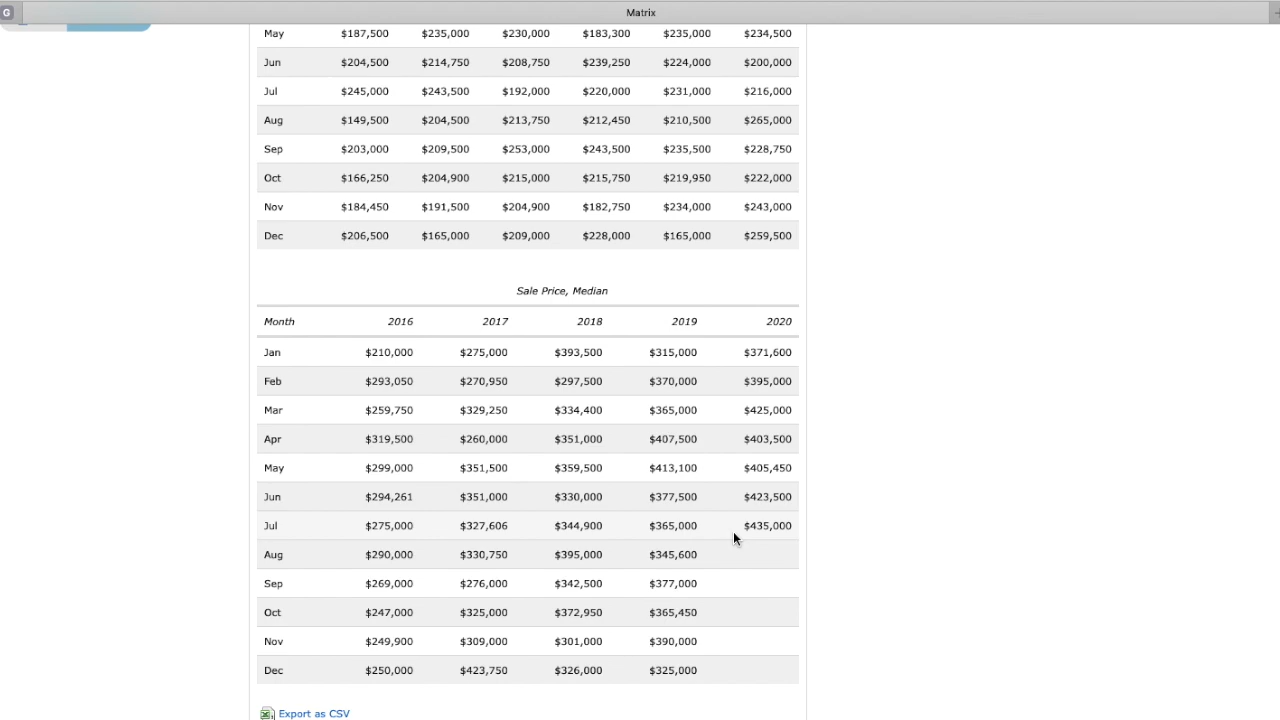 G
Matrix
May $187,500 $235,000 $230,000 $183,300 $235,000 $234,500
Jun $204,500 $214,750 $208,750 $239,250 $224,000 $200,000
Jul $245,000 $243,500 $192,000 $220,000 $231,000 $216,000
Aug $149,500 $204,500 $213,750 $212,450 $210,500 $265,000
Sep $203,000 $209,500 $253,000 $243,500 $235,500 $228,750
Oct $166,250 $204,900 $215,000 $215,750 $219,950 $222,000
Nov $184,450 $191,500 $204,900 $182,750 $234,000 $243,000
Dec $206,500 $165,000 $209,000 $228,000 $165,000 $259,500
Sale Price, Median
Month 2016 2017 2018 2019 2020
Jan $210,000 $275,000 $393,500 $315,000 $371,600
Feb $293,050 $270,950 $297,500 $370,000 $395,000
Mar $259,750 $329,250 $334,400 $365,000 $425,000
Apr $319,500 $260,000 $351,000 $407,500 $403,500
May $299,000 $351,500 $359,500 $413,100 $405,450
Jun $294,261 $351,000 $330,000 $377,500 $423,500
Jul $275,000 $327,606 $344,900 $365,000 $435,000
Aug $290,000 $330,750 $395,000 $345,600
Sep $269,000 $276,000 $342,500 $377,000
Oct $247,000 $325,000 $372,950 $365,450
Nov $249,900 $309,000 $301,000 $390,000
Dec $250,000 $423,750 $326,000 $325,000
Export as CSV